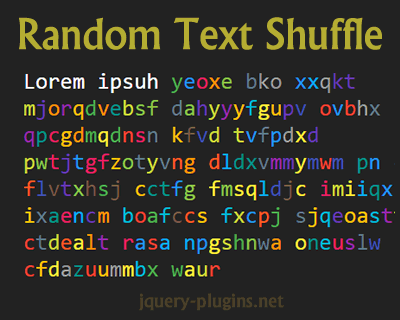 Random Text Shuffle
Lorem ipsuh yeoxe bko xxqkt
mjorqdvebsf dahyyyfgupv ovbhx
qpcgdmqdnsn kfvd tvfpdxd
pwtjtgfzotyvng dldxvmmymwm pn
flvtxhsj cctfg fmsqldjc imiiqx
ixaencm boafccs fxcpj sjqeoast
ctdealt rasa npgshnwa oneuslw
cfdazuummbx waur
jquery-plugins.net